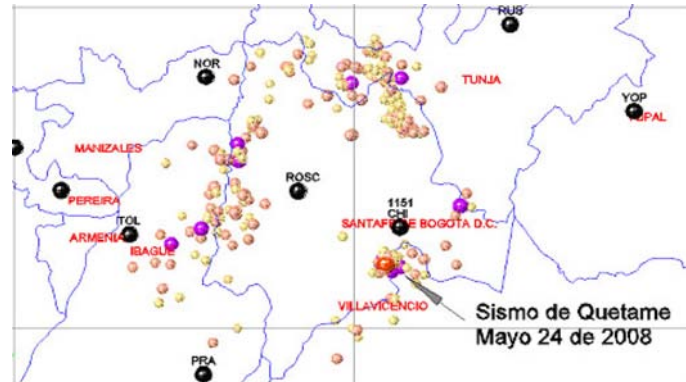 RUS
NOR
TUNJA
YOP
YOPAL
MANIZALES
ROSC
PEREIRA
1151
CHI
TOL
SANTAFE DE BOGOTA D.C.
ARMENIA
IBAGUE
VILLAVICENCIO
Sismo de Quetame
Mayo 24 de 2008
PRA